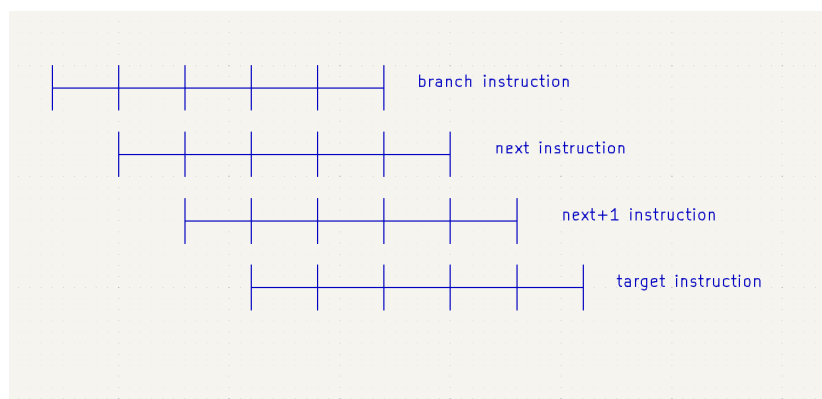 branch instruction
next instruction
next+1 instruction
target instruction